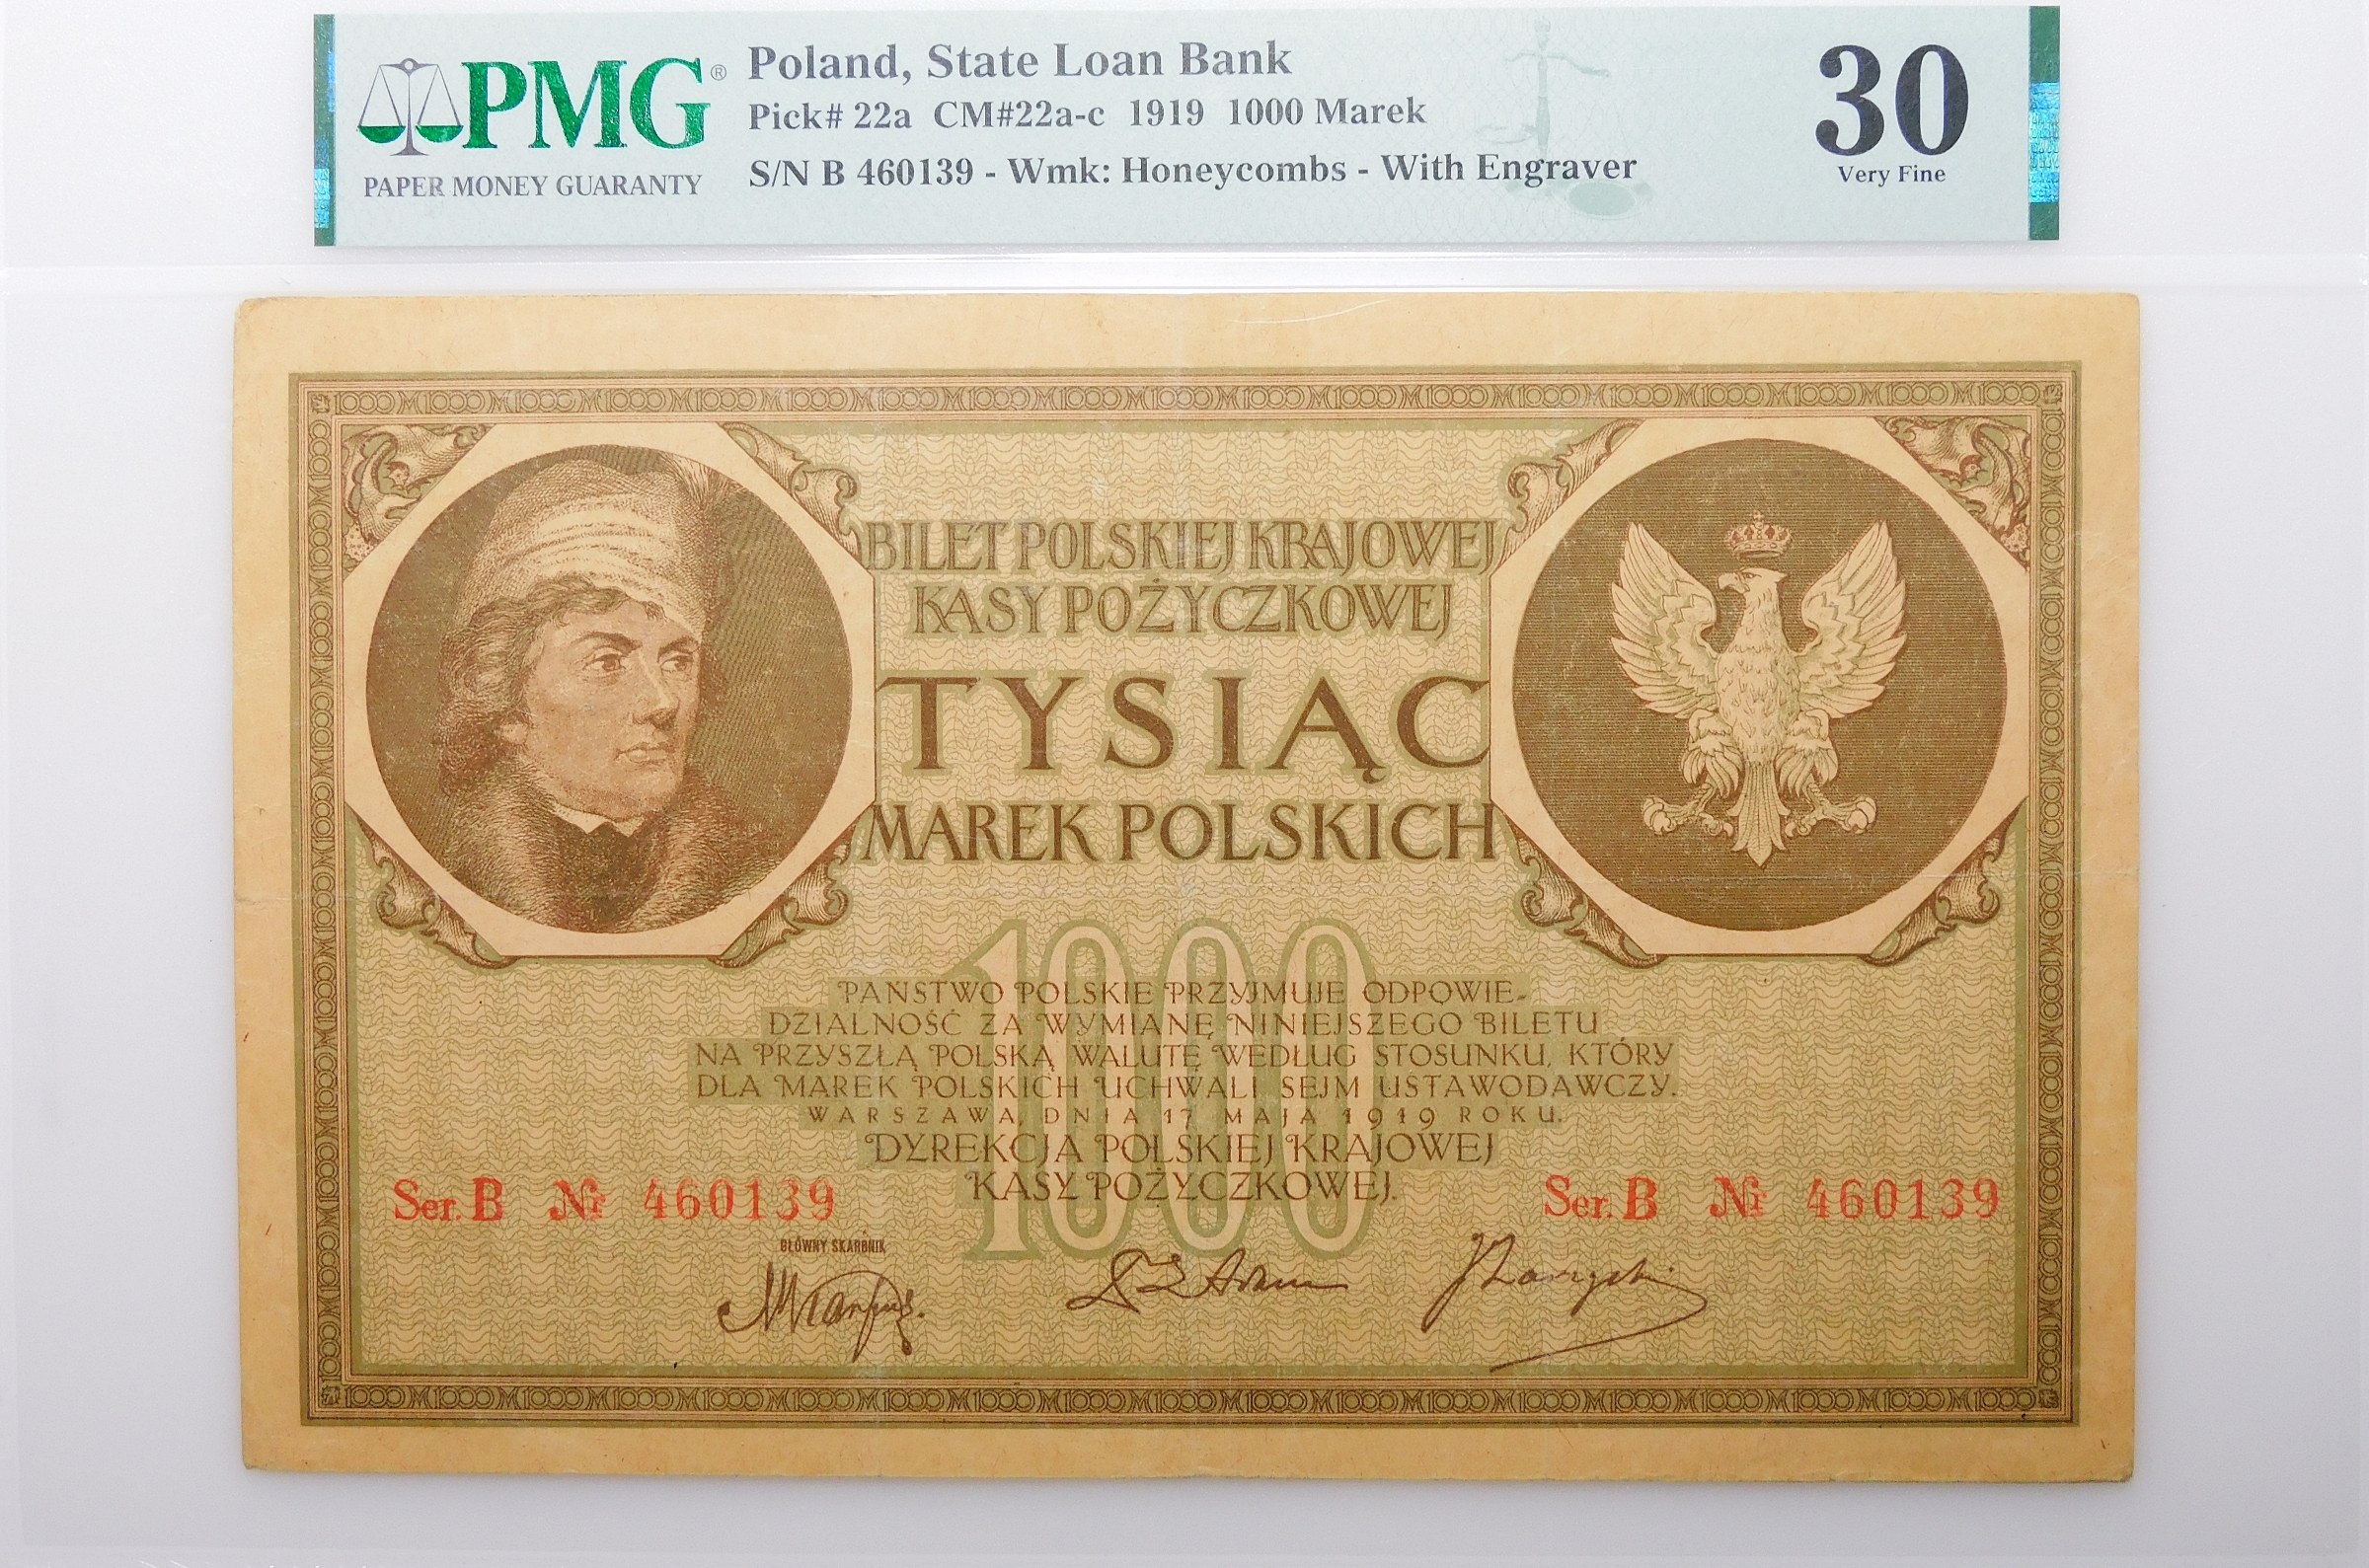 PMG®
PAPER MONEY GUARANTY
Poland, State Loan Bank
Pick# 22a CM#22a-c 1919 1000 Marek
S/N B 460139 - Wmk: Honeycombs - With Engraver
30
Very Fine
BILET POLSKIEJ KRAJOWEJ
KASY POŻYCZKOWEJ
TYSIĄC
MAREK POLSKICH
1000
PAŃSTWO POLSKIE PRZYJMUJE ODPOWIE-
DZIALNOŚĆ ZA WYMIANĘ NINIEJSZEGO BILETU
NA PRZYSZŁĄ POLSKĄ WALUTĘ WEDŁUG STOSUNKU, KTÓRY
DLA MAREK POLSKICH UCHWALI SEJM USTAWODAWCZY.
WARSZAWA, DNIA 17 MAJA 1919 ROKU.
DYREKCJA POLSKIEJ KRAJOWEJ
KASY POŻYCZKOWEJ.
Ser. B № 460139
Ser. B № 460139
GŁÓWNY SKARBNIK